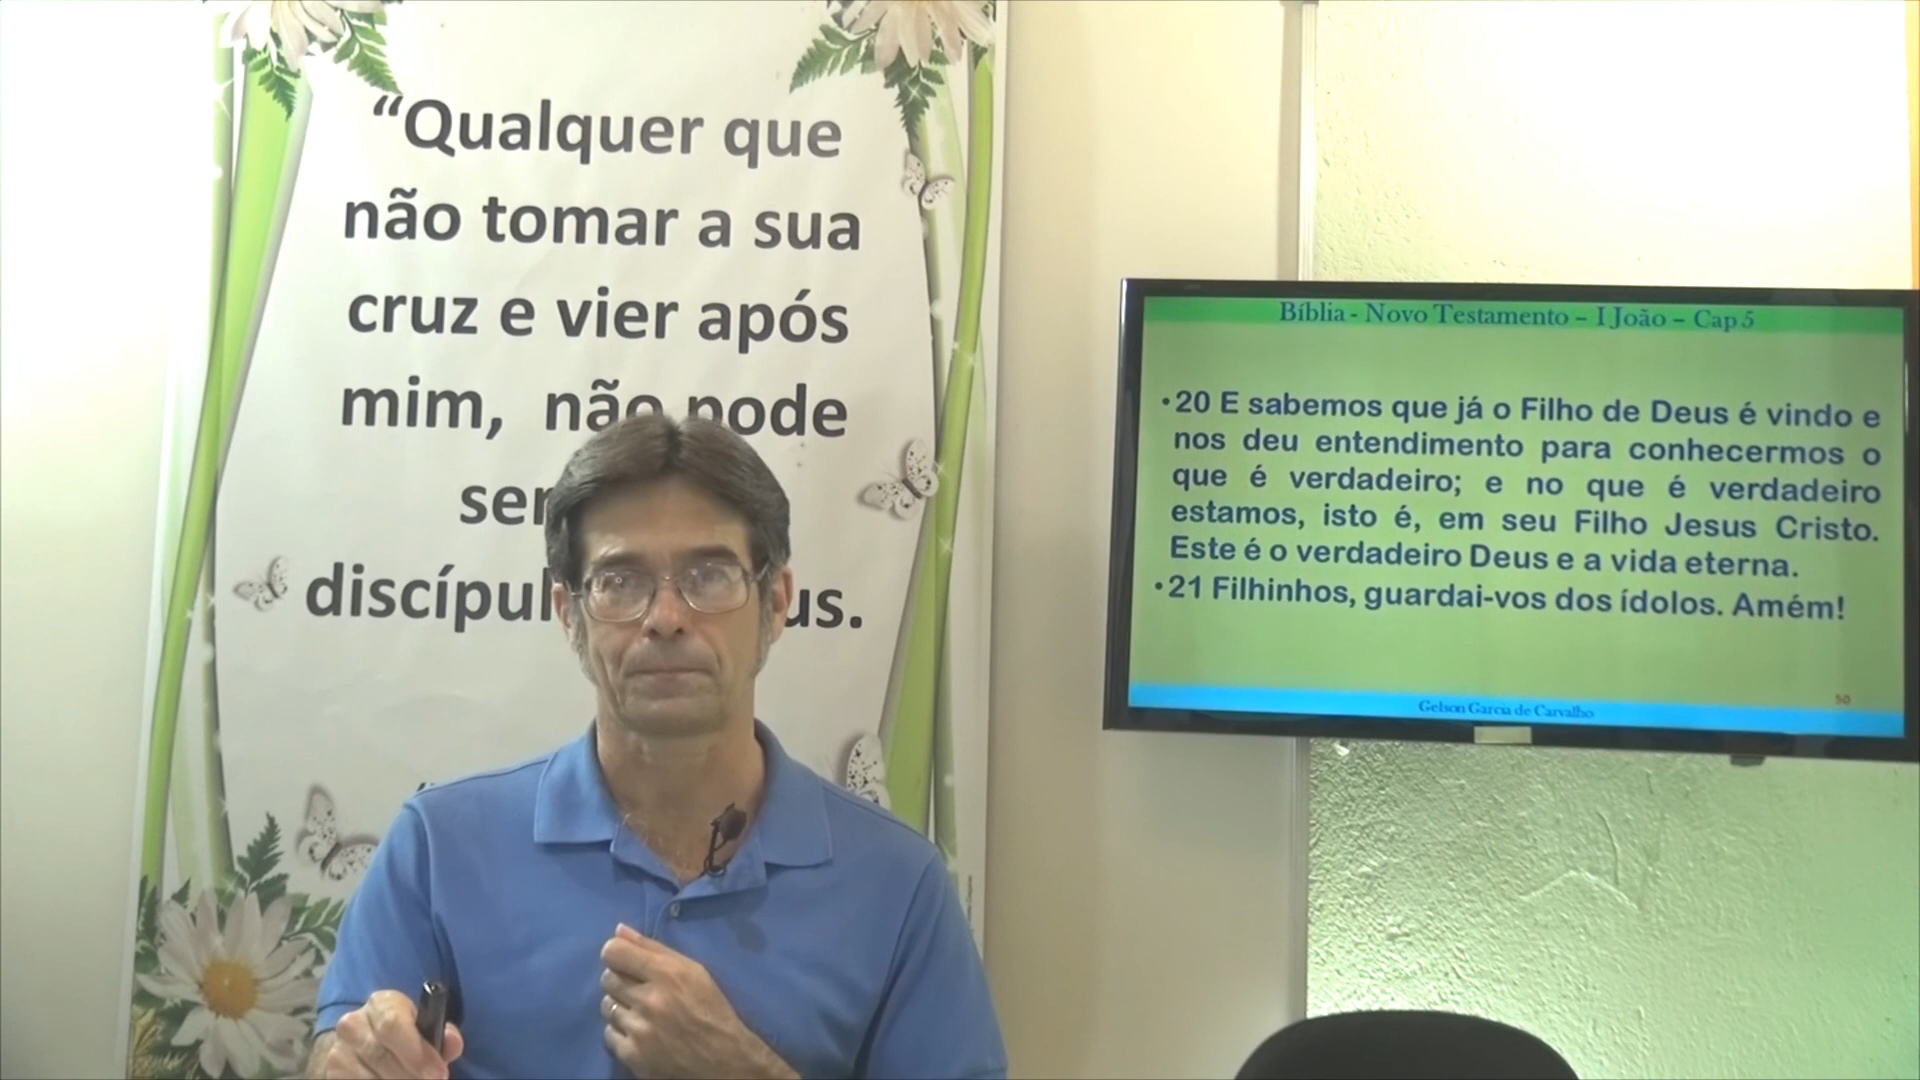 “Qualquer que
não tomar a sua
cruz e vier após
mim, não pode
ser
discípul us.
Bíblia - Novo Testamento – I João – Cap 5
•20 E sabemos que já o Filho de Deus é vindo e
nos deu entendimento para conhecermos o
que é verdadeiro; e no que é verdadeiro
estamos, isto é, em seu Filho Jesus Cristo.
Este é o verdadeiro Deus e a vida eterna.
•21 Filhinhos, guardai-vos dos ídolos. Amém!
50
Gelson Garcia de Carvalho